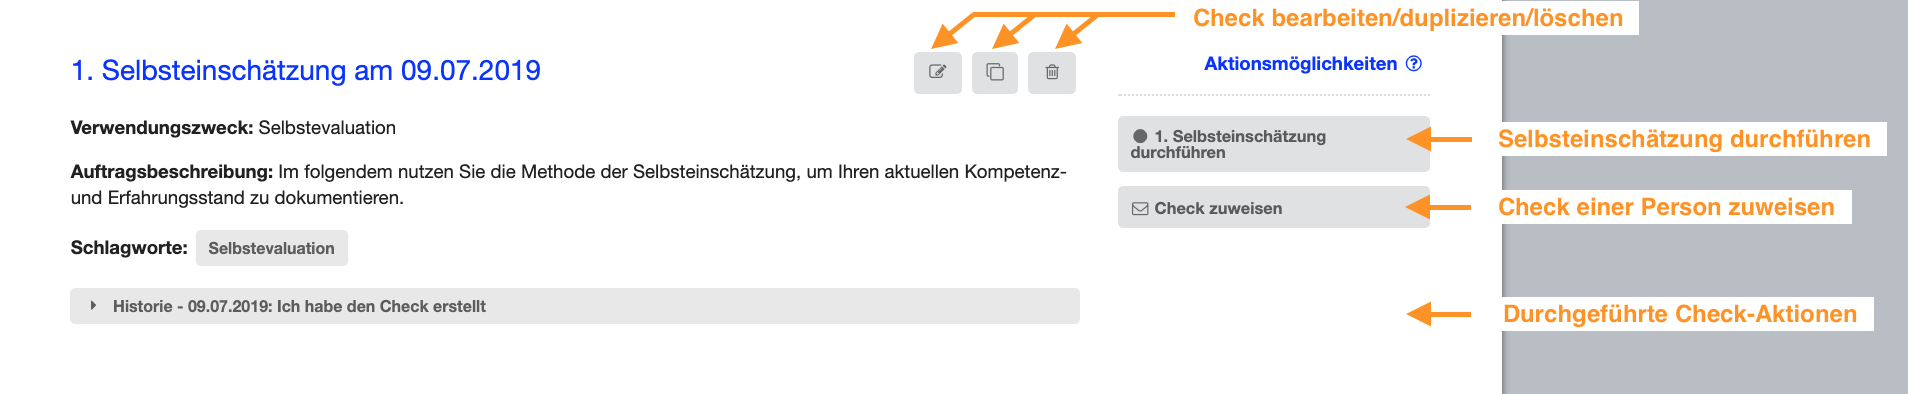 Check bearbeiten/duplizieren/löschen
1. Selbsteinschätzung am 09.07.2019
Aktionsmöglichkeiten
Verwendungszweck: Selbstevaluation
Auftragsbeschreibung: Im folgendem nutzen Sie die Methode der Selbsteinschätzung, um Ihren aktuellen Kompetenz-
und Erfahrungsstand zu dokumentieren.
Schlagworte: Selbstevaluation
Historie - 09.07.2019: Ich habe den Check erstellt
1. Selbsteinschätzung
durchführen
Selbsteinschätzung durchführen
Check zuweisen
Check einer Person zuweisen
Durchgeführte Check-Aktionen